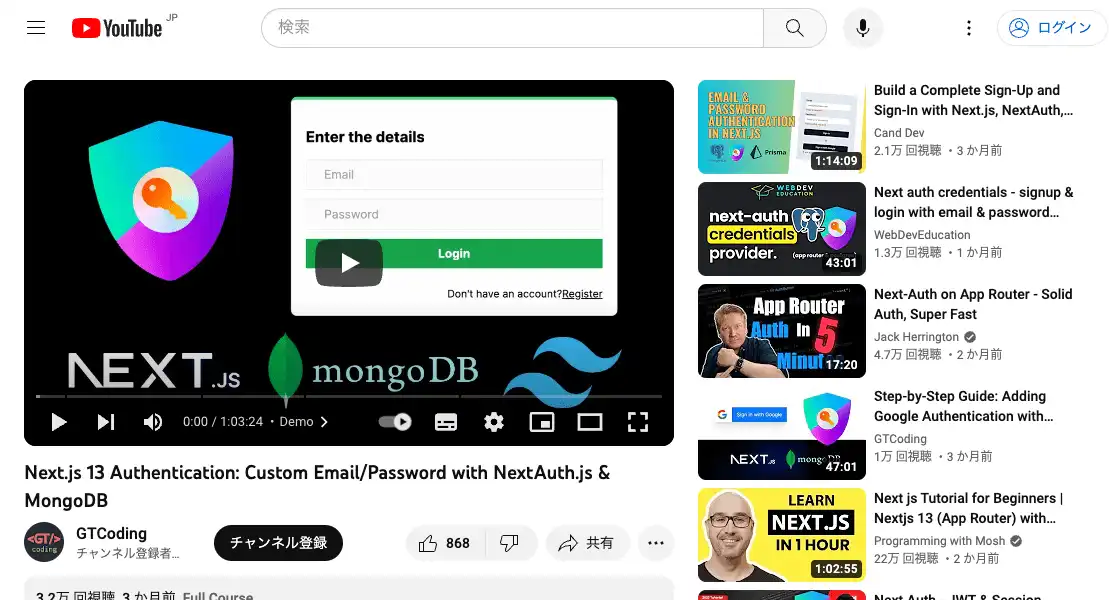 YouTube JP
検索
ログイン
Enter the details
Email
Password
Login
Don't have an account?Register
NEXT.JS
mongoDB
0:00 / 1:03:24 • Demo
Next.js 13 Authentication: Custom Email/Password with NextAuth.js &
MongoDB
<GT/>
coding
GTCoding
チャンネル登録者...
チャンネル登録
868
共有
3.2万 回視聴 3 か月前 Full Course
EMAIL &
PASSWORD
AUTHENTICATION
IN NEXT.JS
Prisma
1:14:09
Build a Complete Sign-Up and
Sign-In with Next.js, NextAuth,...
Cand Dev
2.1万 回視聴 • 3 か月前
WEBDEV
EDUCATION
next-auth
credentials
provider.
(app router
43:01
Next auth credentials - signup &
login with email & password...
WebDevEducation
1.3万 回視聴 • 1 か月前
App Router
Auth In 5
Minut
17:20
Next-Auth on App Router - Solid
Auth, Super Fast
Jack Herrington
4.7万 回視聴 • 2 か月前
Sign in with Google
NEXT.JS
mongoDB
47:01
Step-by-Step Guide: Adding
Google Authentication with...
GTCoding
1万 回視聴 • 3 か月前
LEARN
NEXT.JS
IN 1 HOUR
1:02:55
Next js Tutorial for Beginners |
Nextjs 13 (App Router) with...
Programming with Mosh
22万 回視聴 • 2 か月前
Next Auth - JWT & Session